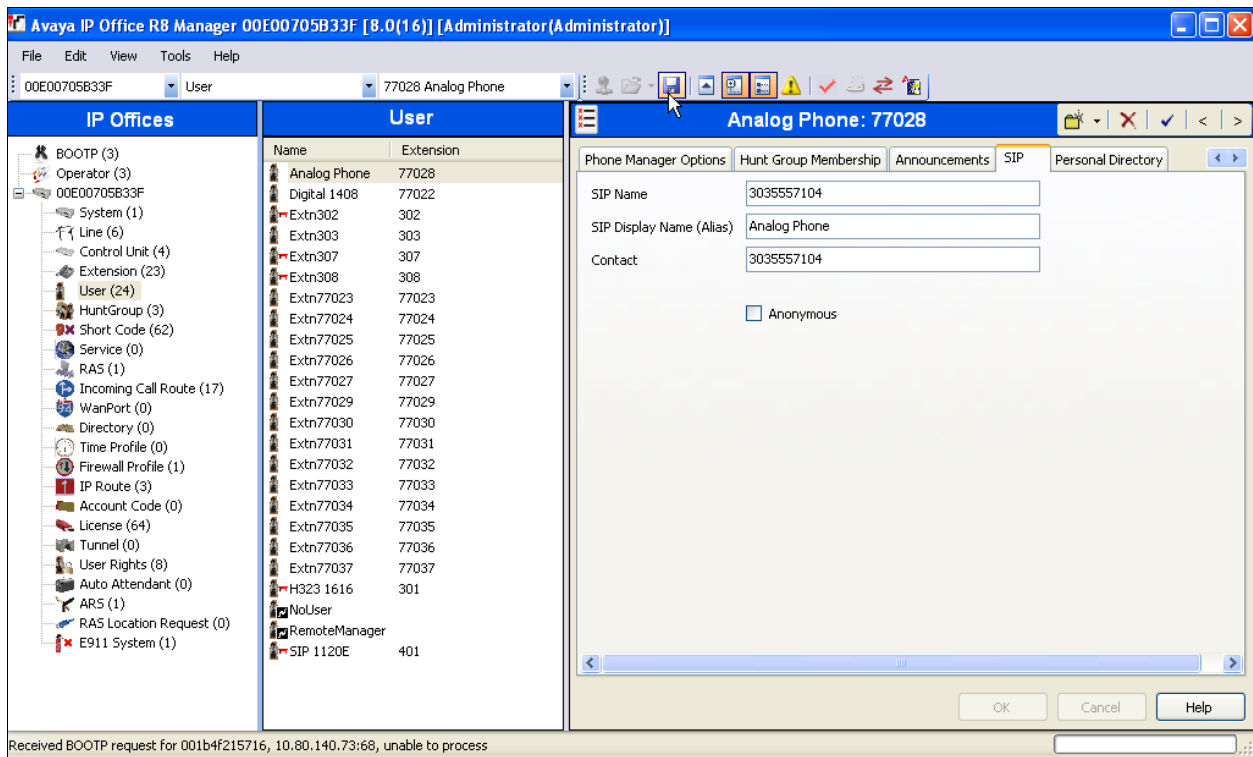 Avaya IP Office R8 Manager 00E00705B33F [8.0(16)] [Administrator(Administrator)]
File Edit View Tools Help
00E00705B33F User 77028 Analog Phone
IP Offices
BOOTP (3)
Operator (3)
00E00705B33F
System (1)
Line (6)
Control Unit (4)
Extension (23)
User (24)
HuntGroup (3)
Short Code (62)
Service (0)
RAS (1)
Incoming Call Route (17)
WanPort (0)
Directory (0)
Time Profile (0)
Firewall Profile (1)
IP Route (3)
Account Code (0)
License (64)
Tunnel (0)
User Rights (8)
Auto Attendant (0)
ARS (1)
RAS Location Request (0)
E911 System (1)
User
Name Extension
Analog Phone 77028
Digital 1408 77022
Extn302 302
Extn303 303
Extn307 307
Extn308 308
Extn77023 77023
Extn77024 77024
Extn77025 77025
Extn77026 77026
Extn77027 77027
Extn77029 77029
Extn77030 77030
Extn77031 77031
Extn77032 77032
Extn77033 77033
Extn77034 77034
Extn77035 77035
Extn77036 77036
Extn77037 77037
H323 1616 301
NoUser
RemoteManager
SIP 1120E 401
Analog Phone: 77028
Phone Manager Options Hunt Group Membership Announcements SIP Personal Directory
SIP Name 3035557104
SIP Display Name (Alias) Analog Phone
Contact 3035557104
Anonymous
OK Cancel Help
Received BOOTP request for 001b4f215716, 10.80.140.73:68, unable to process